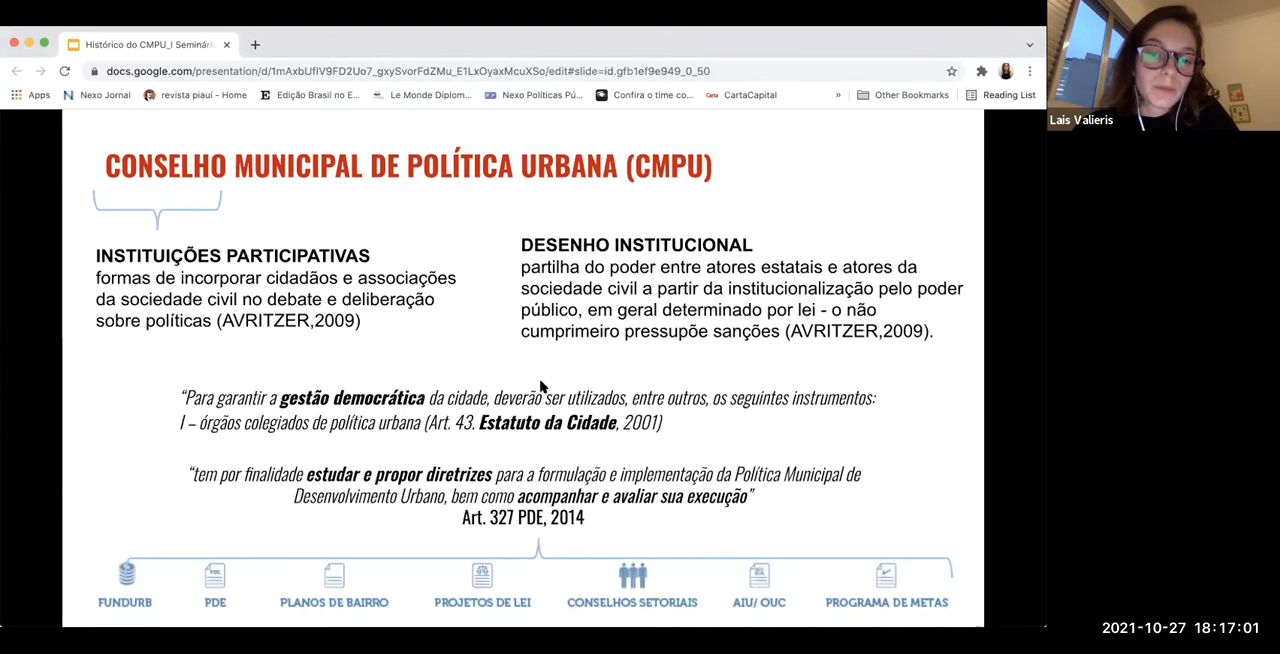 Histórico do CMPU_I Seminári
docs.google.com/presentation/d/1mAxbUflV9FD2Uo7_gxySvorFdZMu_E1LxOyaxMcuXSo/edit#slide=id.gfb1ef9e949_0_50
Apps Nexo Jornal revista piauí - Home Edição Brasil no E... Le Monde Diplom... Nexo Políticas Pú... Confira o time co... CartaCapital » Other Bookmarks Reading List
Lais Valieris
CONSELHO MUNICIPAL DE POLÍTICA URBANA (CMPU)
INSTITUIÇÕES PARTICIPATIVAS
formas de incorporar cidadãos e associações
da sociedade civil no debate e deliberação
sobre políticas (AVRITZER,2009)
DESENHO INSTITUCIONAL
partilha do poder entre atores estatais e atores da
sociedade civil a partir da institucionalização pelo poder
público, em geral determinado por lei - o não
cumprimeiro pressupõe sanções (AVRITZER,2009).
“Para garantir a gestão democrática da cidade, deverão ser utilizados, entre outros, os seguintes instrumentos:
I – órgãos colegiados de política urbana (Art. 43. Estatuto da Cidade, 2001)
“tem por finalidade estudar e propor diretrizes para a formulação e implementação da Política Municipal de
Desenvolvimento Urbano, bem como acompanhar e avaliar sua execução”
Art. 327 PDE, 2014
FUNDURB PDE PLANOS DE BAIRRO PROJETOS DE LEI CONSELHOS SETORIAIS AIU/ OUC PROGRAMA DE METAS
2021-10-27 18:17:01